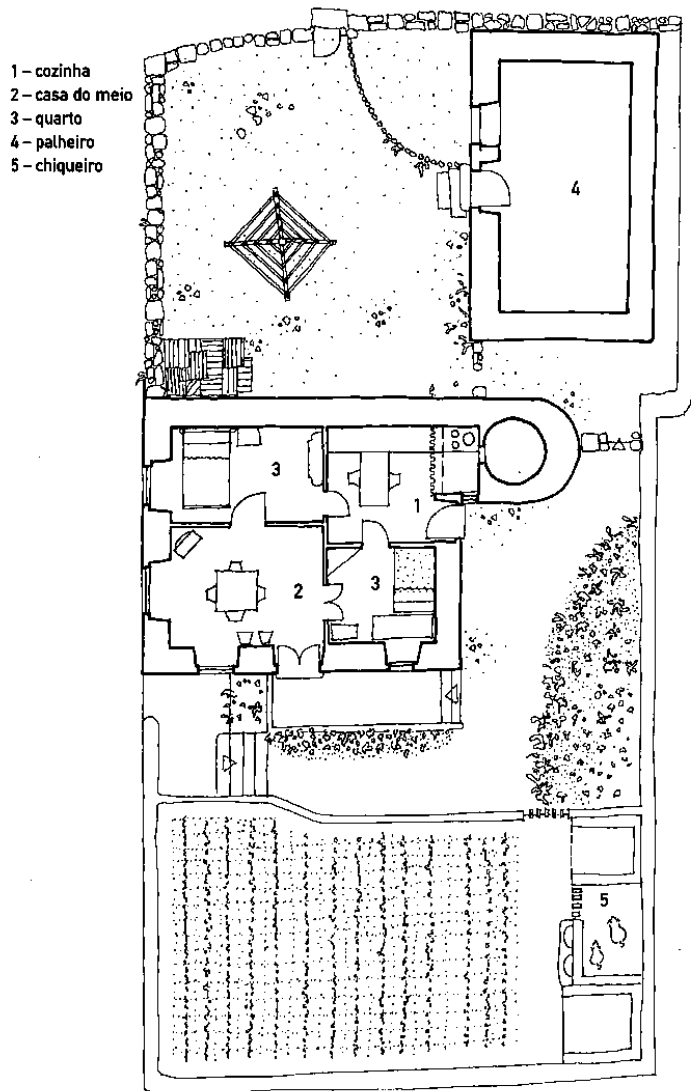 1 – cozinha
2 – casa do meio
3 – quarto
4 – palheiro
5 – chiqueiro
4
3
1
3
2
5